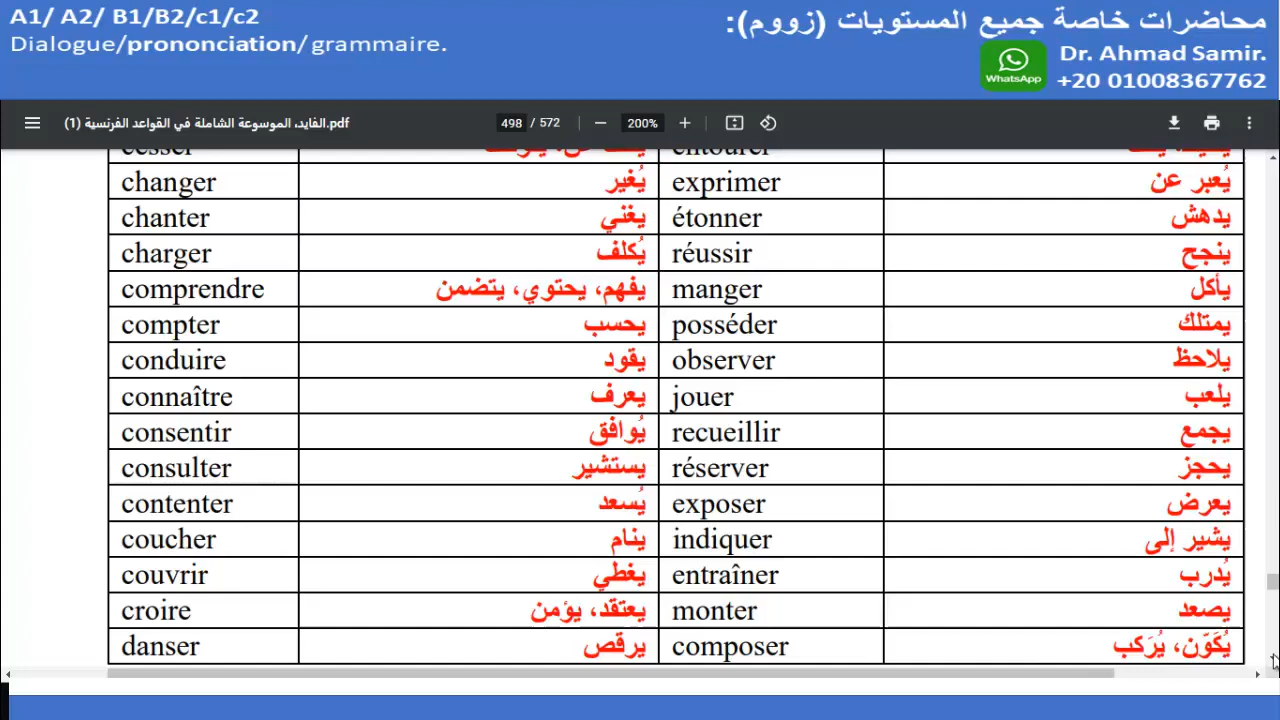 A1/ A2/ B1/B2/c1/c2
Dialogue/prononciation/grammaire.
محاضرات خاصة جميع المستويات (زووم):
WhatsApp
Dr. Ahmad Samir.
+20 01008367762
الفايد، الموسوعة الشاملة في القواعد الفرنسية (1).pdf
498 / 572
200%
cesser entourer
changer يُغير exprimer يُعبر عن
chanter يغني étonner يدهش
charger يُكلف réussir ينجح
comprendre يفهم، يحتوي، يتضمن manger يأكل
compter يحسب posséder يمتلك
conduire يقود observer يلاحظ
connaître يعرف jouer يلعب
consentir يُوافق recueillir يجمع
consulter يستشير réserver يحجز
contenter يُسعد exposer يعرض
coucher ينام indiquer يشير إلى
couvrir يغطي entraîner يُدرب
croire يعتقد، يؤمن monter يصعد
danser يرقص composer يُكَوّن، يُرَكب